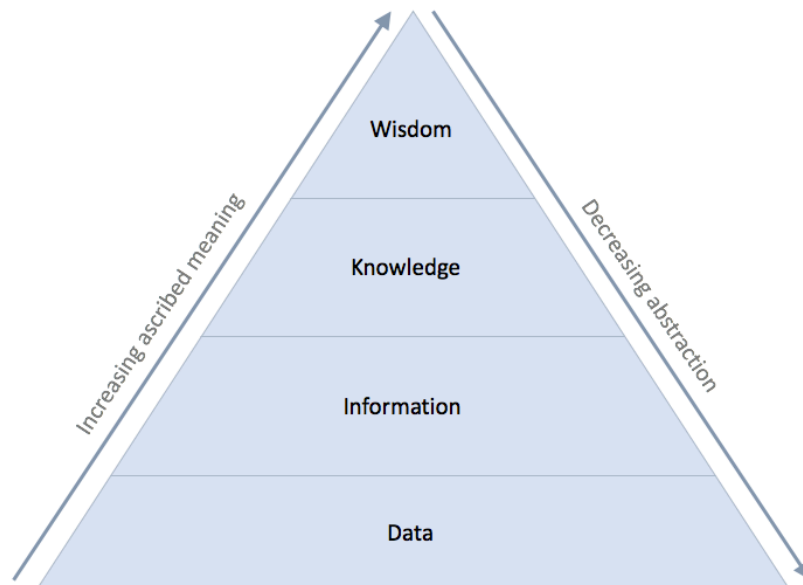 Wisdom
Increasing ascribed meaning
Decreasing abstraction
Knowledge
Information
Data